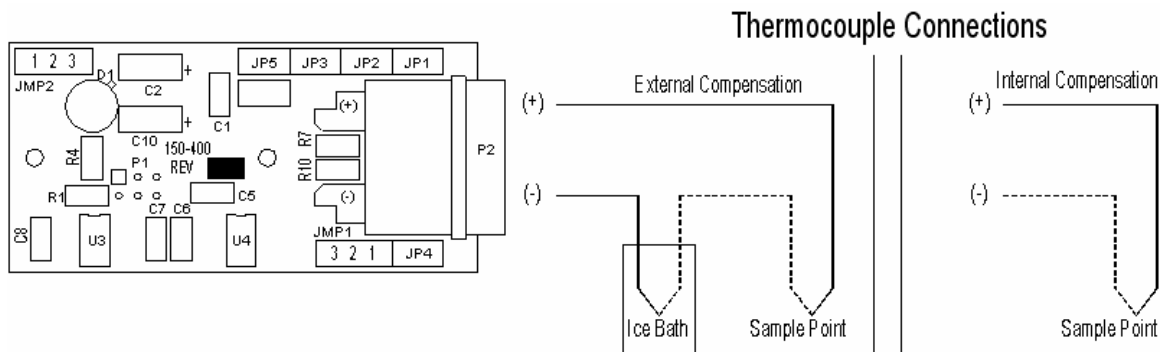 Thermocouple Connections
1 2 3
JMP2
D1
C2
+
C10
+
C1
JP5 JP3 JP2 JP1
(+)
R7
R10
(-)
P2
R4
P1
150-400
REV
R1
C5
C8
U3
C7
C6
U4
JMP1
3 2 1
JP4
External Compensation
(+)
(-)
Ice Bath
Sample Point
Internal Compensation
(+)
(-)
Sample Point